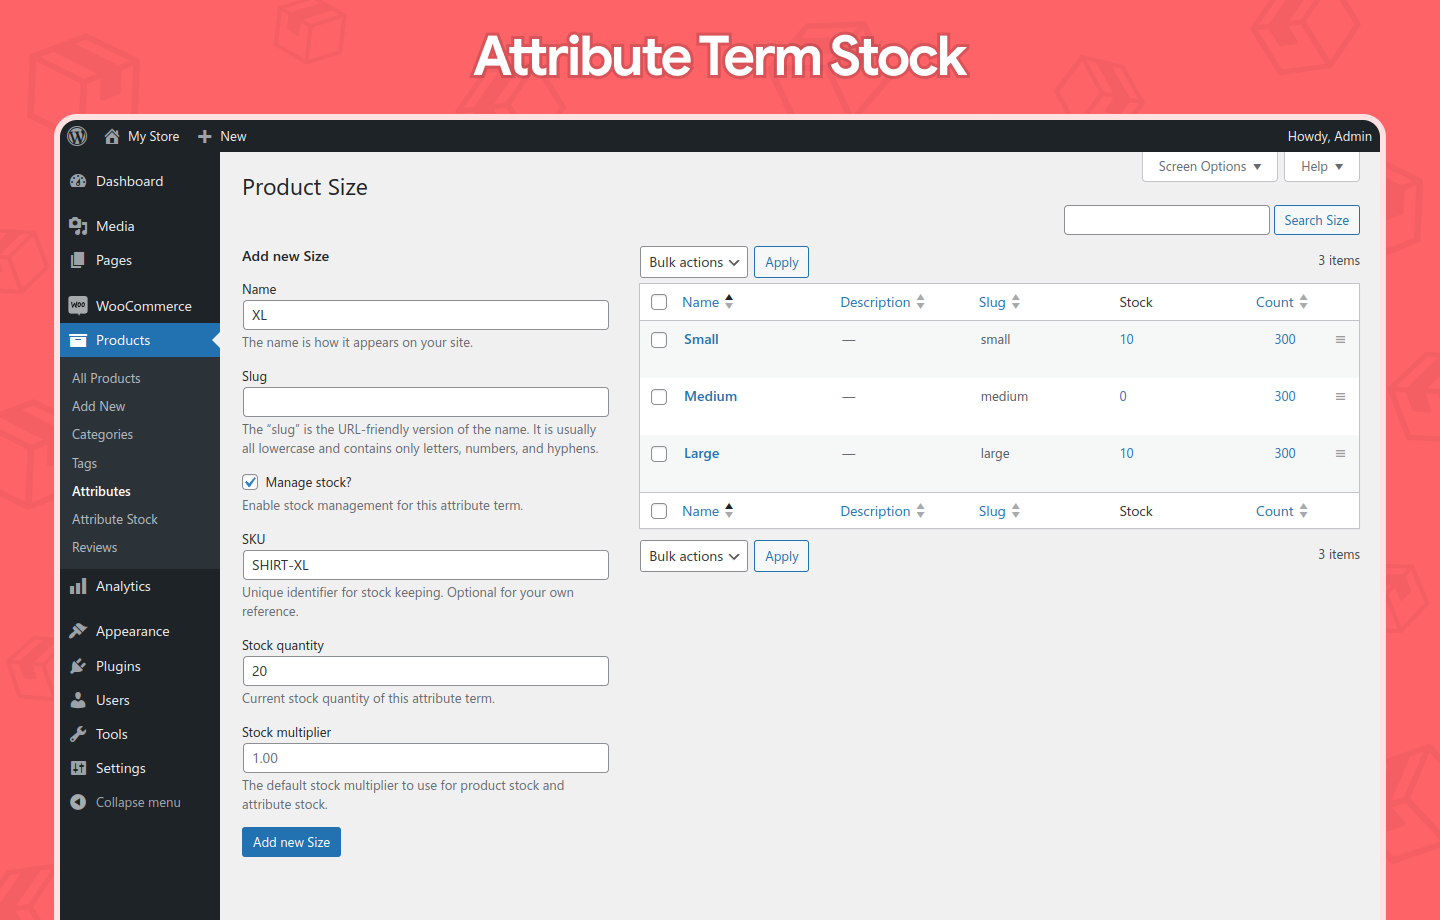 Attribute Term Stock
My Store
New
Howdy, Admin
Dashboard
Media
Pages
WOO
WooCommerce
Products
All Products
Add New
Categories
Tags
Attributes
Attribute Stock
Reviews
Analytics
Appearance
Plugins
Users
Tools
Settings
Collapse menu
Screen Options
Help
Product Size
Search Size
Add new Size
Name
XL
The name is how it appears on your site.
Slug
The “slug” is the URL-friendly version of the name. It is usually
all lowercase and contains only letters, numbers, and hyphens.
Manage stock?
Enable stock management for this attribute term.
SKU
SHIRT-XL
Unique identifier for stock keeping. Optional for your own
reference.
Stock quantity
20
Current stock quantity of this attribute term.
Stock multiplier
1.00
The default stock multiplier to use for product stock and
attribute stock.
Add new Size
Bulk actions Apply 3 items
Name Description Slug Stock Count
Small — small 10 300
Medium — medium 0 300
Large — large 10 300
Name Description Slug Stock Count
Bulk actions Apply 3 items